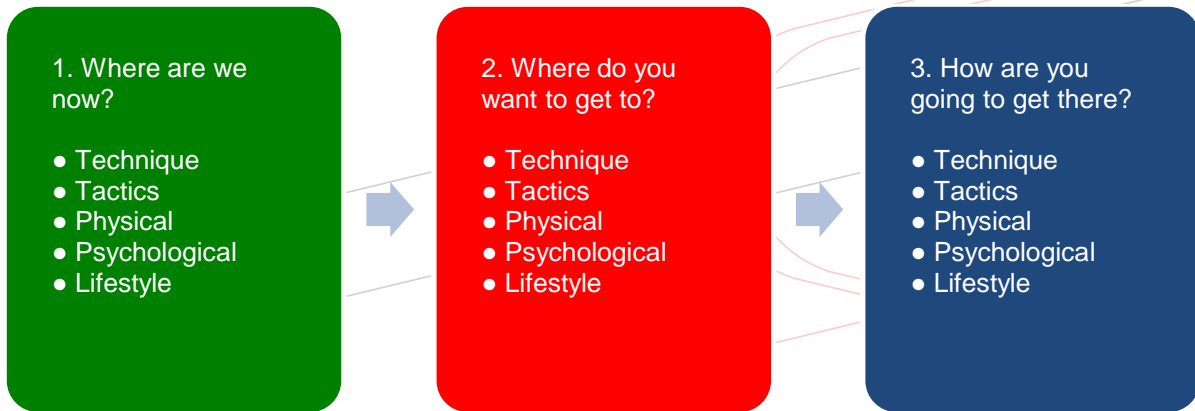 1. Where are we
now?
● Technique
● Tactics
● Physical
● Psychological
● Lifestyle
2. Where do you
want to get to?
● Technique
● Tactics
● Physical
● Psychological
● Lifestyle
3. How are you
going to get there?
● Technique
● Tactics
● Physical
● Psychological
● Lifestyle